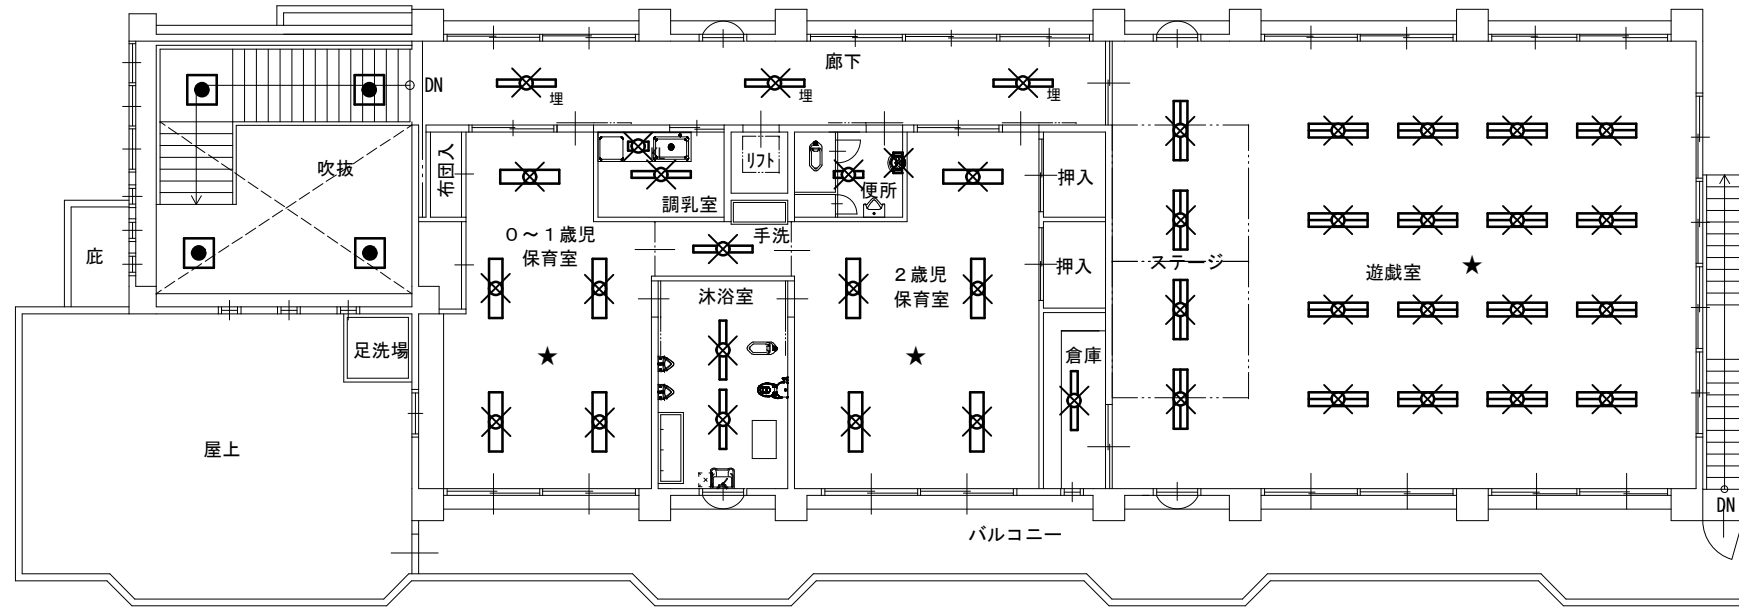 廊下
DN
埋
埋
埋
吹抜
布団入
リフト
便所
押入
調乳室
手洗
0～1歳児
保育室
庇
2歳児
保育室
押入
ステージ
遊戯室
★
沐浴室
足洗場
★
★
倉庫
屋上
DN
バルコニー